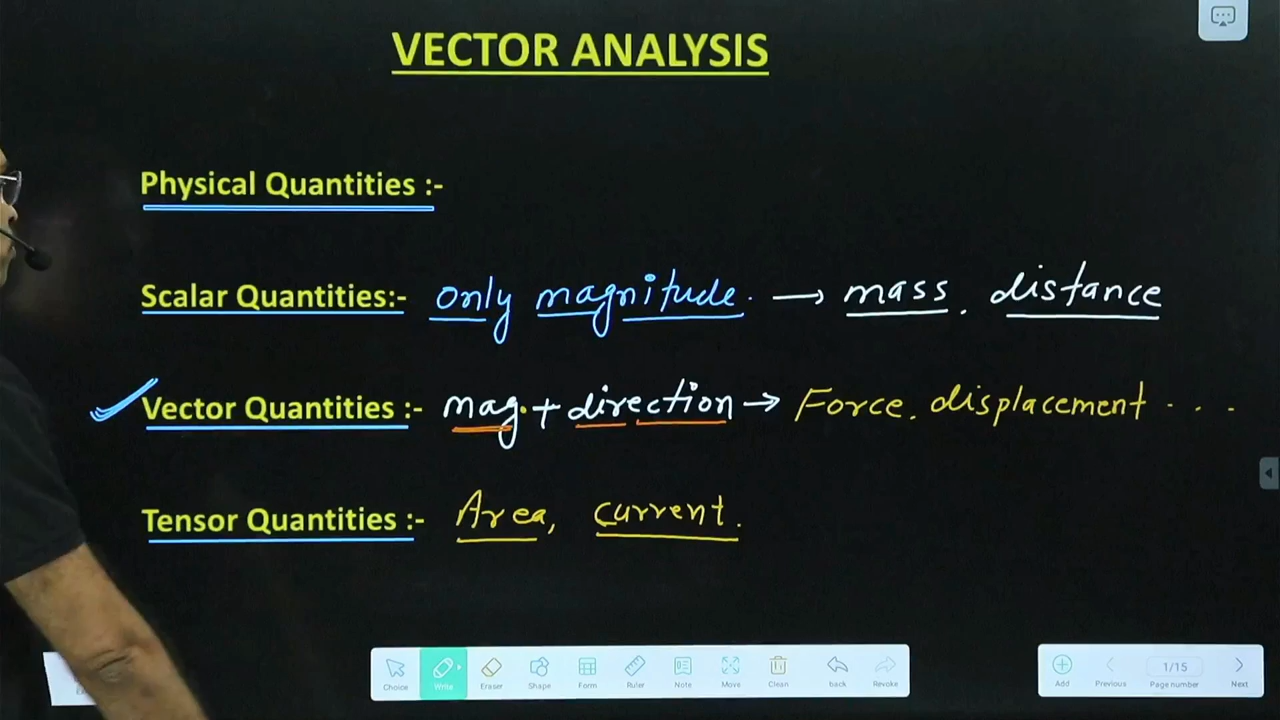 VECTOR ANALYSIS
Physical Quantities :-
Scalar Quantities:- only magnitude. → mass, distance
Vector Quantities :- mag. + direction → Force, displacement . . .
Tensor Quantities :- Area, current.
Choice Write Eraser Shape Form Ruler Note Move Clean back Revoke
Add Previous 1/15 Page number Next